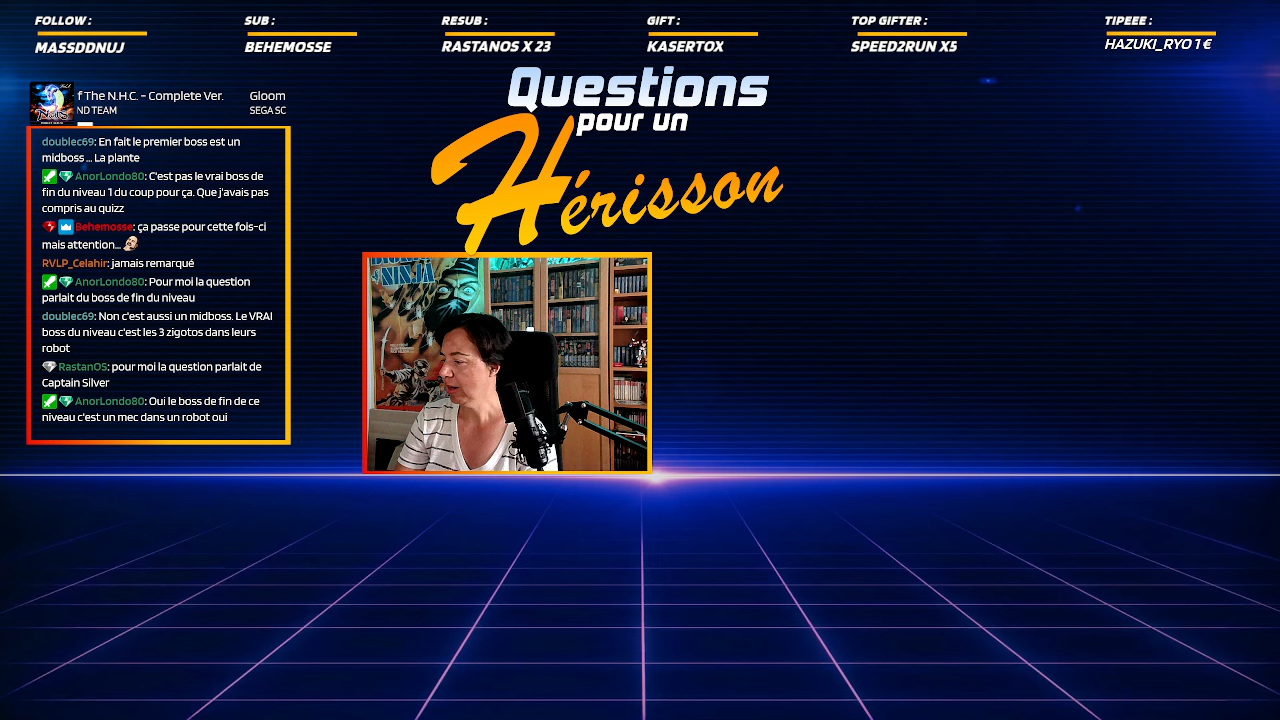 FOLLOW :
MASSDDNUJ
SUB :
BEHEMOSSE
RESUB :
RASTANOS X 23
GIFT :
KASERTOX
TOP GIFTER :
SPEED2RUN X5
TIPEEE :
HAZUKI_RYO 1 €
Questions
pour un
Hérisson
f The N.H.C. - Complete Ver.
Gloom
ND TEAM
SEGA SC
doublec69: En fait le premier boss est un
midboss ... La plante
AnorLondo80: C'est pas le vrai boss de
fin du niveau 1 du coup pour ça. Que j'avais pas
compris au quizz
Behemosse: ça passe pour cette fois-ci
mais attention...
RVLP_Celahir: jamais remarqué
AnorLondo80: Pour moi la question
parlait du boss de fin du niveau
doublec69: Non c'est aussi un midboss. Le VRAI
boss du niveau c'est les 3 zigotos dans leurs
robot
RastanOS: pour moi la question parlait de
Captain Silver
AnorLondo80: Oui le boss de fin de ce
niveau c'est un mec dans un robot oui
NINJA